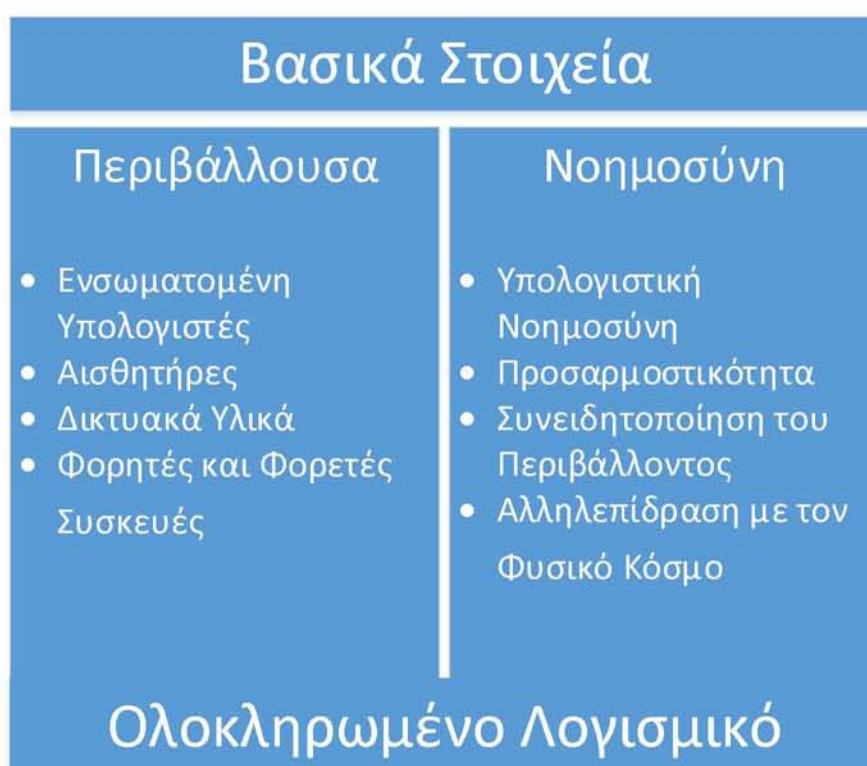 Βασικά Στοιχεία
Περιβάλλουσα
• Ενσωματομένη
Υπολογιστές
• Αισθητήρες
• Δικτυακά Υλικά
• Φορητές και Φορετές
Συσκευές
Νοημοσύνη
• Υπολογιστική
Νοημοσύνη
• Προσαρμοστικότητα
• Συνειδητοποίηση του
Περιβάλλοντος
• Αλληλεπίδραση με τον
Φυσικό Κόσμο
Ολοκληρωμένο Λογισμικό